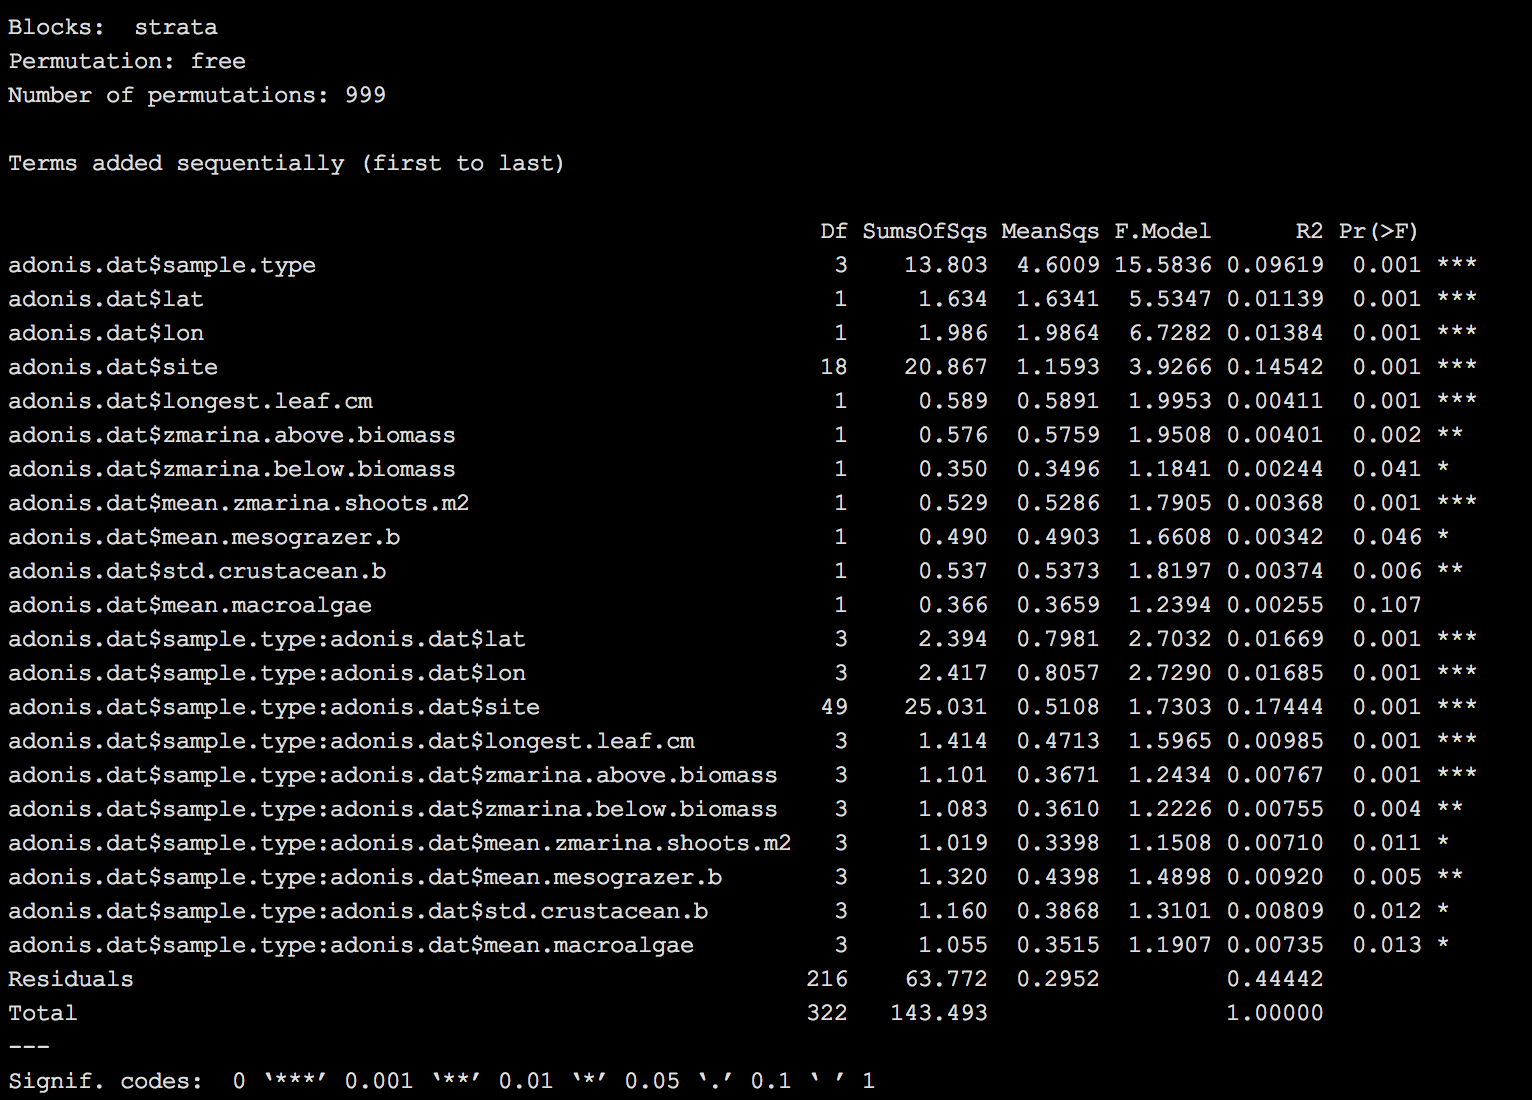 Blocks:  strata
Permutation: free
Number of permutations: 999

Terms added sequentially (first to last)

                                                           Df SumsOfSqs MeanSqs F.Model      R2 Pr(>F)
adonis.dat$sample.type                                      3    13.803  4.6009 15.5836 0.09619  0.001 ***
adonis.dat$lat                                              1     1.634  1.6341  5.5347 0.01139  0.001 ***
adonis.dat$lon                                              1     1.986  1.9864  6.7282 0.01384  0.001 ***
adonis.dat$site                                            18    20.867  1.1593  3.9266 0.14542  0.001 ***
adonis.dat$longest.leaf.cm                                  1     0.589  0.5891  1.9953 0.00411  0.001 ***
adonis.dat$zmarina.above.biomass                            1     0.576  0.5759  1.9508 0.00401  0.002 **
adonis.dat$zmarina.below.biomass                            1     0.350  0.3496  1.1841 0.00244  0.041 *
adonis.dat$mean.zmarina.shoots.m2                           1     0.529  0.5286  1.7905 0.00368  0.001 ***
adonis.dat$mean.mesograzer.b                                1     0.490  0.4903  1.6608 0.00342  0.046 *
adonis.dat$std.crustacean.b                                 1     0.537  0.5373  1.8197 0.00374  0.006 **
adonis.dat$mean.macroalgae                                  1     0.366  0.3659  1.2394 0.00255  0.107
adonis.dat$sample.type:adonis.dat$lat                       3     2.394  0.7981  2.7032 0.01669  0.001 ***
adonis.dat$sample.type:adonis.dat$lon                       3     2.417  0.8057  2.7290 0.01685  0.001 ***
adonis.dat$sample.type:adonis.dat$site                     49    25.031  0.5108  1.7303 0.17444  0.001 ***
adonis.dat$sample.type:adonis.dat$longest.leaf.cm           3     1.414  0.4713  1.5965 0.00985  0.001 ***
adonis.dat$sample.type:adonis.dat$zmarina.above.biomass     3     1.101  0.3671  1.2434 0.00767  0.001 ***
adonis.dat$sample.type:adonis.dat$zmarina.below.biomass     3     1.083  0.3610  1.2226 0.00755  0.004 **
adonis.dat$sample.type:adonis.dat$mean.zmarina.shoots.m2    3     1.019  0.3398  1.1508 0.00710  0.011 *
adonis.dat$sample.type:adonis.dat$mean.mesograzer.b         3     1.320  0.4398  1.4898 0.00920  0.005 **
adonis.dat$sample.type:adonis.dat$std.crustacean.b          3     1.160  0.3868  1.3101 0.00809  0.012 *
adonis.dat$sample.type:adonis.dat$mean.macroalgae           3     1.055  0.3515  1.1907 0.00735  0.013 *
Residuals                                                 216    63.772  0.2952         0.44442
Total                                                     322   143.493                 1.00000
---
Signif. codes:  0 ‘***’ 0.001 ‘**’ 0.01 ‘*’ 0.05 ‘.’ 0.1 ‘ ’ 1